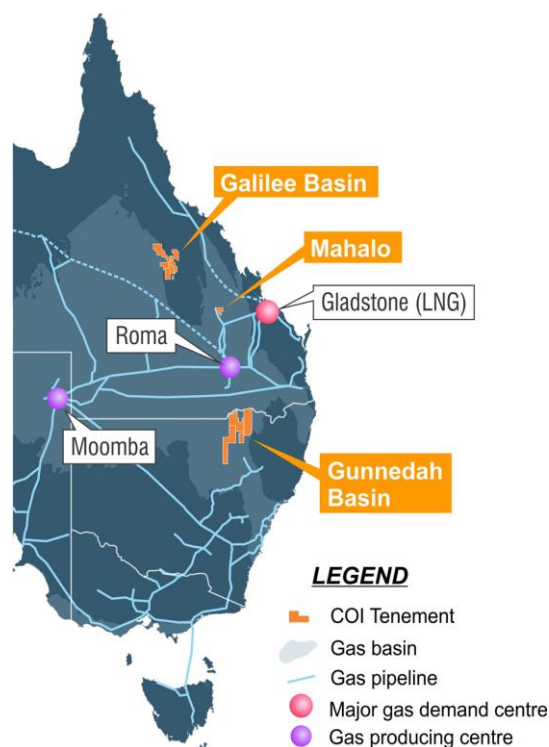 Galilee Basin
Mahalo
Gladstone (LNG)
Roma
Moomba
Gunnedah
Basin
LEGEND
COI Tenement
Gas basin
Gas pipeline
Major gas demand centre
Gas producing centre